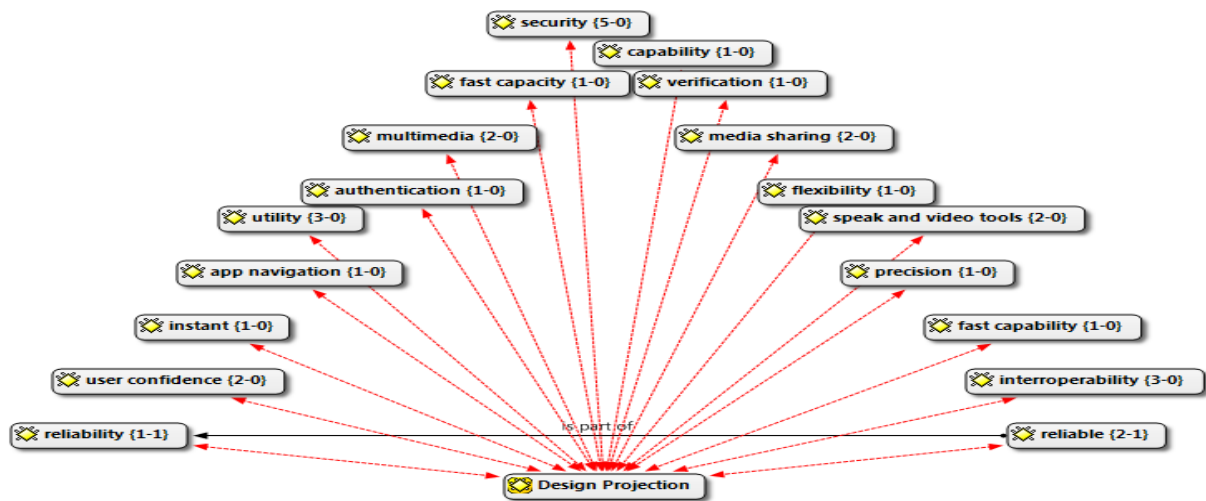 security {5-0}
capability {1-0}
fast capacity {1-0}
verification {1-0}
multimedia {2-0}
media sharing {2-0}
authentication {1-0}
flexibility {1-0}
utility {3-0}
speak and video tools {2-0}
app navigation {1-0}
precision {1-0}
instant {1-0}
fast capability {1-0}
user confidence {2-0}
interroperability {3-0}
is part of
reliability {1-1}
reliable {2-1}
Design Projection